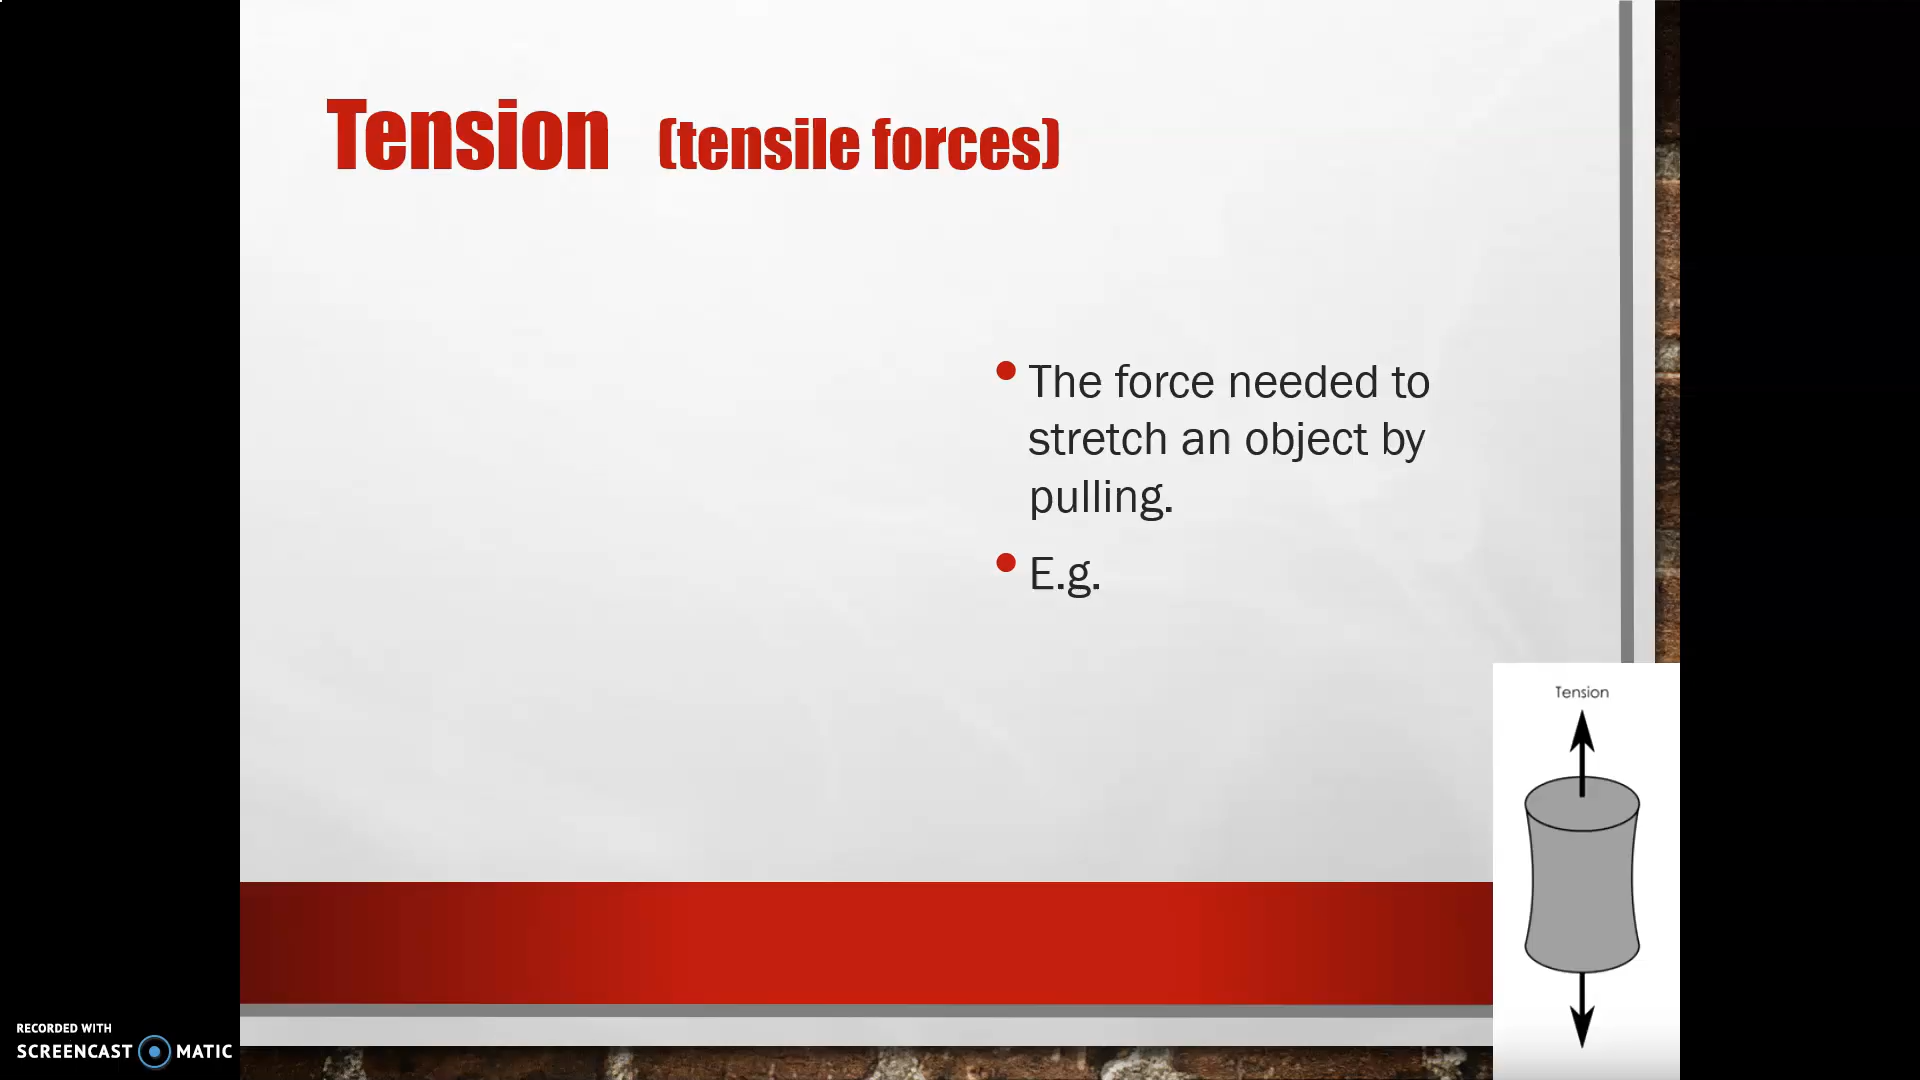 Tension (tensile forces)
• The force needed to
stretch an object by
pulling.
• E.g.
Tension
RECORDED WITH
SCREENCAST MATIC